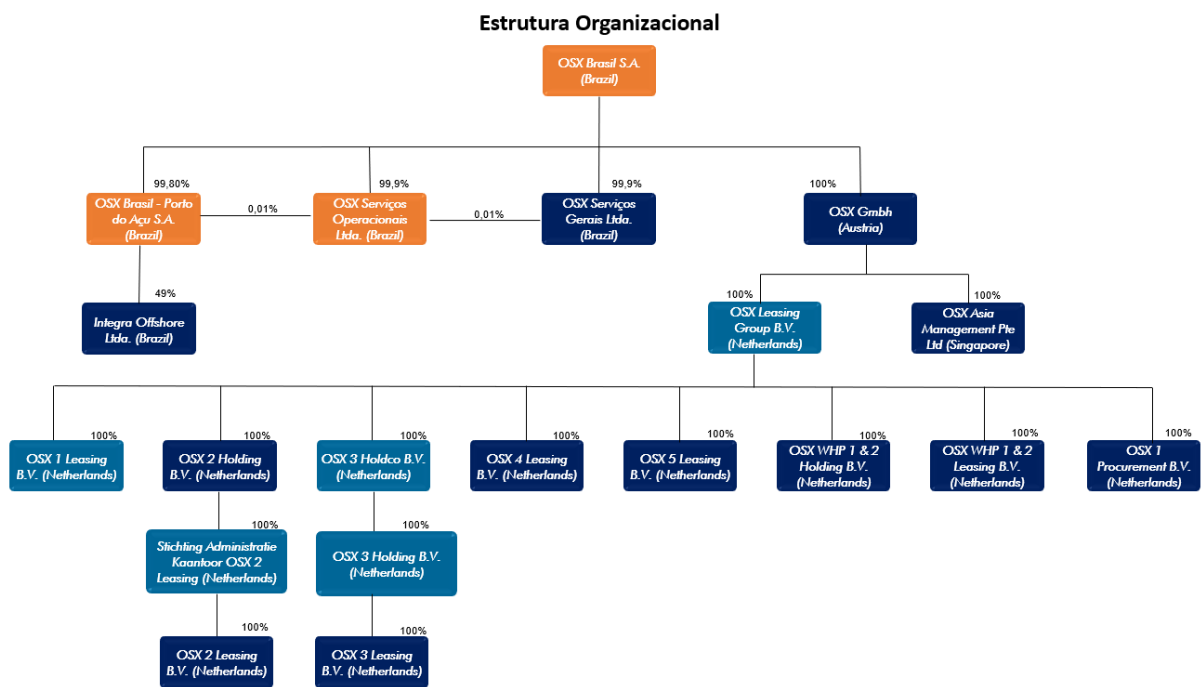 Estrutura Organizacional
OSX Brasil S.A.
(Brazil)
99,80%
99,9%
99,9%
100%
OSX Brasil - Porto
do Açu S.A.
(Brazil)
0,01%
OSX Serviços
Operacionais
Ltda. (Brazil)
0,01%
OSX Serviços
Gerais Ltda.
(Brazil)
OSX Gmbh
(Austria)
49%
100%
100%
Integra Offshore
Ltda. (Brazil)
OSX Leasing
Group B.V.
(Netherlands)
OSX Asia
Management Pte
Ltd (Singapore)
100%
100%
100%
100%
100%
100%
100%
100%
OSX 1 Leasing
B.V. (Netherlands)
OSX 2 Holding
B.V. (Netherlands)
OSX 3 Holdco B.V.
(Netherlands)
OSX 4 Leasing
B.V. (Netherlands)
OSX 5 Leasing
B.V. (Netherlands)
OSX WHP 1 & 2
Holding B.V.
(Netherlands)
OSX WHP 1 & 2
Leasing B.V.
(Netherlands)
OSX 1
Procurement B.V.
(Netherlands)
100%
100%
Stichting Administratie
Kaantoor OSX 2
Leasing (Netherlands)
OSX 3 Holding B.V.
(Netherlands)
100%
100%
OSX 2 Leasing
B.V. (Netherlands)
OSX 3 Leasing
B.V. (Netherlands)